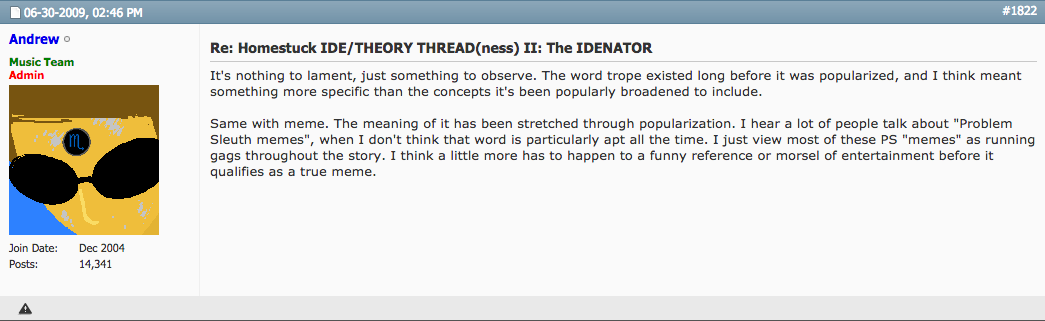 06-30-2009, 02:46 PM
#1822
Andrew
Music Team
Admin
Re: Homestuck IDE/THEORY THREAD(ness) II: The IDENATOR
It's nothing to lament, just something to observe. The word trope existed long before it was popularized, and I think meant
something more specific than the concepts it's been popularly broadened to include.
Same with meme. The meaning of it has been stretched through popularization. I hear a lot of people talk about "Problem
Sleuth memes", when I don't think that word is particularly apt all the time. I just view most of these PS "memes" as running
gags throughout the story. I think a little more has to happen to a funny reference or morsel of entertainment before it
qualifies as a true meme.
Join Date: Dec 2004
Posts: 14,341